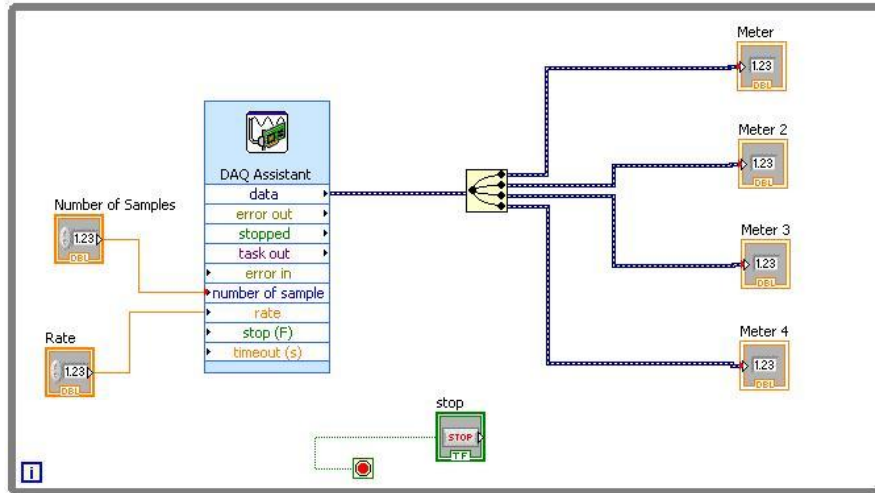 Meter
1.23
DBL
Meter 2
1.23
DBL
DAQ Assistant
data
error out
stopped
task out
error in
number of sample
rate
stop (F)
timeout (s)
Number of Samples
1.23
DBL
Rate
1.23
DBL
Meter 3
1.23
DBL
Meter 4
1.23
DBL
stop
STOP
TF
i